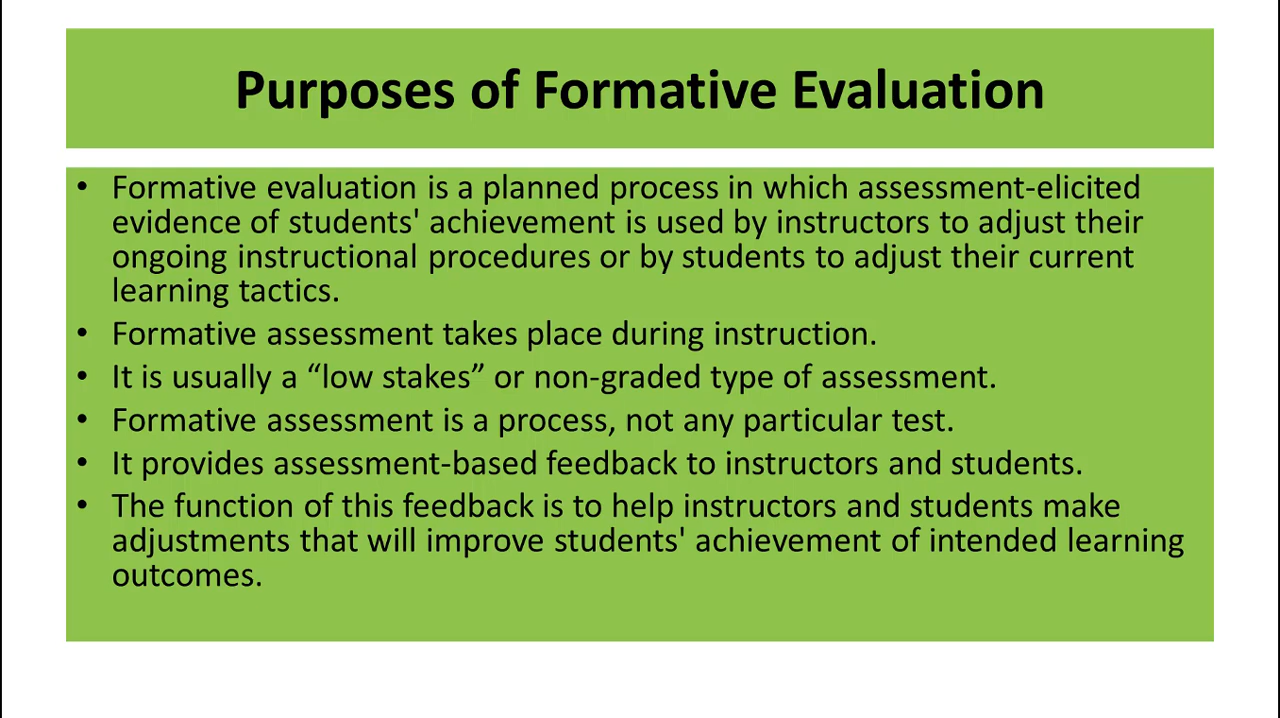 Purposes of Formative Evaluation
• Formative evaluation is a planned process in which assessment-elicited
evidence of students' achievement is used by instructors to adjust their
ongoing instructional procedures or by students to adjust their current
learning tactics.
• Formative assessment takes place during instruction.
• It is usually a “low stakes” or non-graded type of assessment.
• Formative assessment is a process, not any particular test.
• It provides assessment-based feedback to instructors and students.
• The function of this feedback is to help instructors and students make
adjustments that will improve students' achievement of intended learning
outcomes.